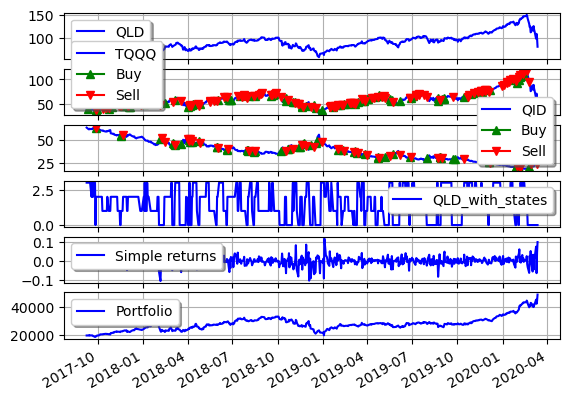 150
100
QLD
TQQQ
Buy
Sell
100
50
QID
Buy
Sell
50
25
2.5
0.0
QLD_with_states
0.1
0.0
−0.1
Simple returns
40000
20000
Portfolio
2017-10
2018-01
2018-04
2018-07
2018-10
2019-01
2019-04
2019-07
2019-10
2020-01
2020-04